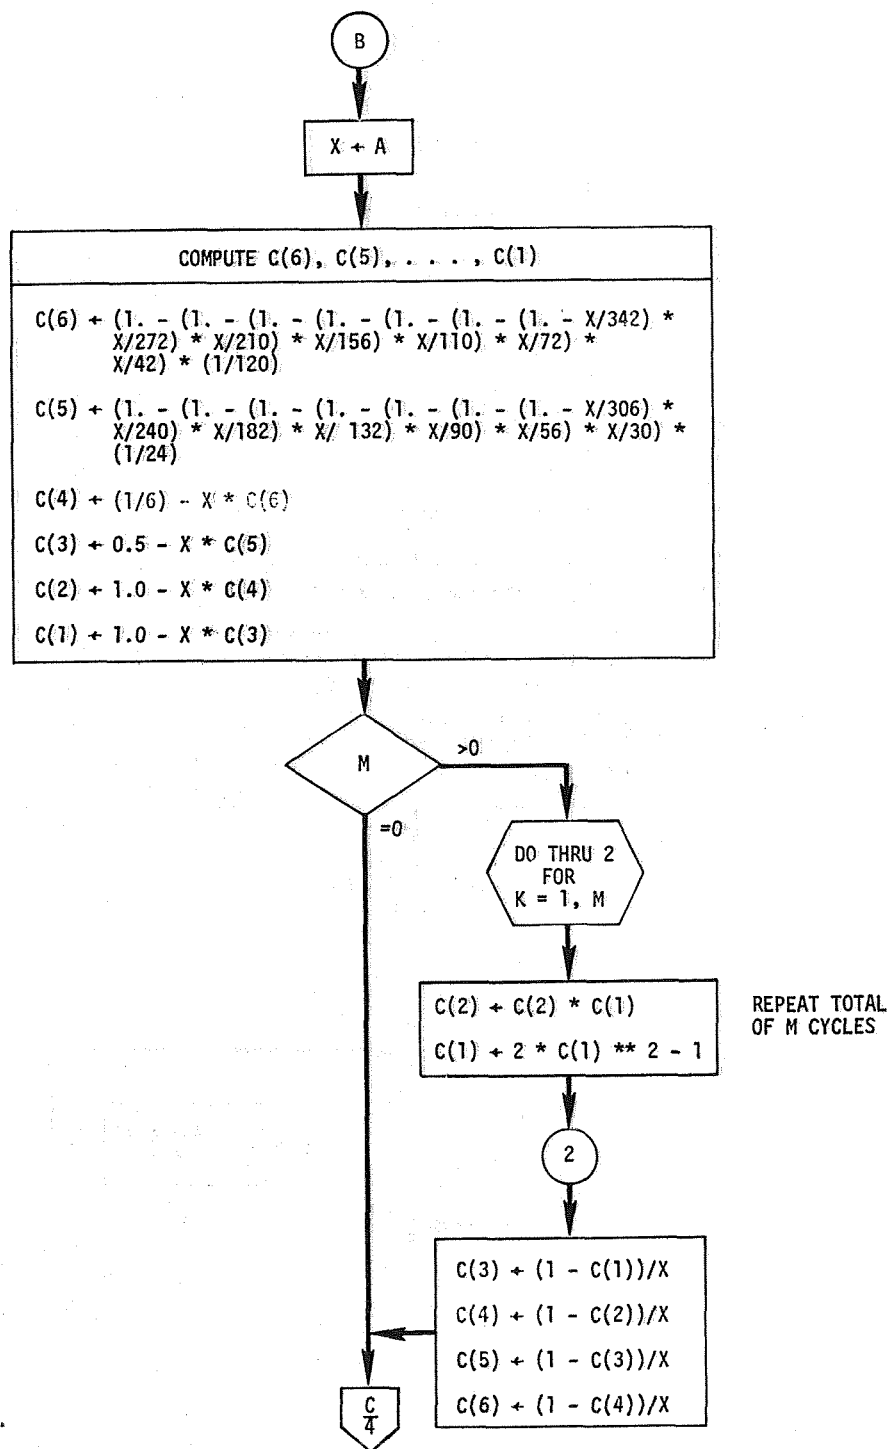 B
X ← A
COMPUTE C(6), C(5), . . . . , C(1)
C(6) ← (1. - (1. - (1. - (1. - (1. - (1. - (1. - X/342) *
X/272) * X/210) * X/156) * X/110) * X/72) *
X/42) * (1/120)
C(5) ← (1. - (1. - (1. - (1. - (1. - (1. - (1. - X/306) *
X/240) * X/182) * X/ 132) * X/90) * X/56) * X/30) *
(1/24)
C(4) ← (1/6) - X * C(6)
C(3) ← 0.5 - X * C(5)
C(2) ← 1.0 - X * C(4)
C(1) ← 1.0 - X * C(3)
M
>0
=0
DO THRU 2
FOR
K = 1, M
C(2) ← C(2) * C(1)
C(1) ← 2 * C(1) ** 2 - 1
REPEAT TOTAL
OF M CYCLES
2
C(3) ← (1 - C(1))/X
C(4) ← (1 - C(2))/X
C(5) ← (1 - C(3))/X
C(6) ← (1 - C(4))/X
C
4